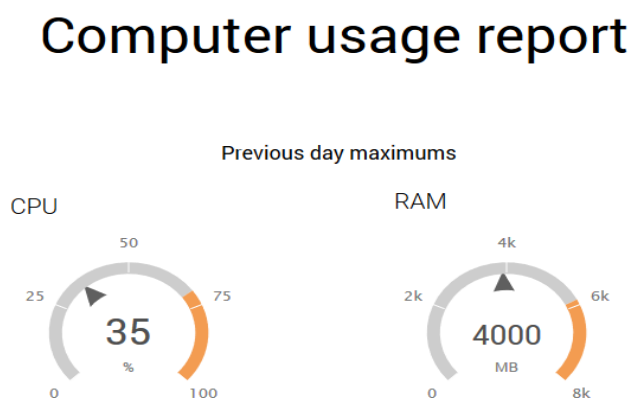 Computer usage report
Previous day maximums
CPU
RAM
50
25
75
35
%
0
100
4k
2k
6k
4000
MB
0
8k